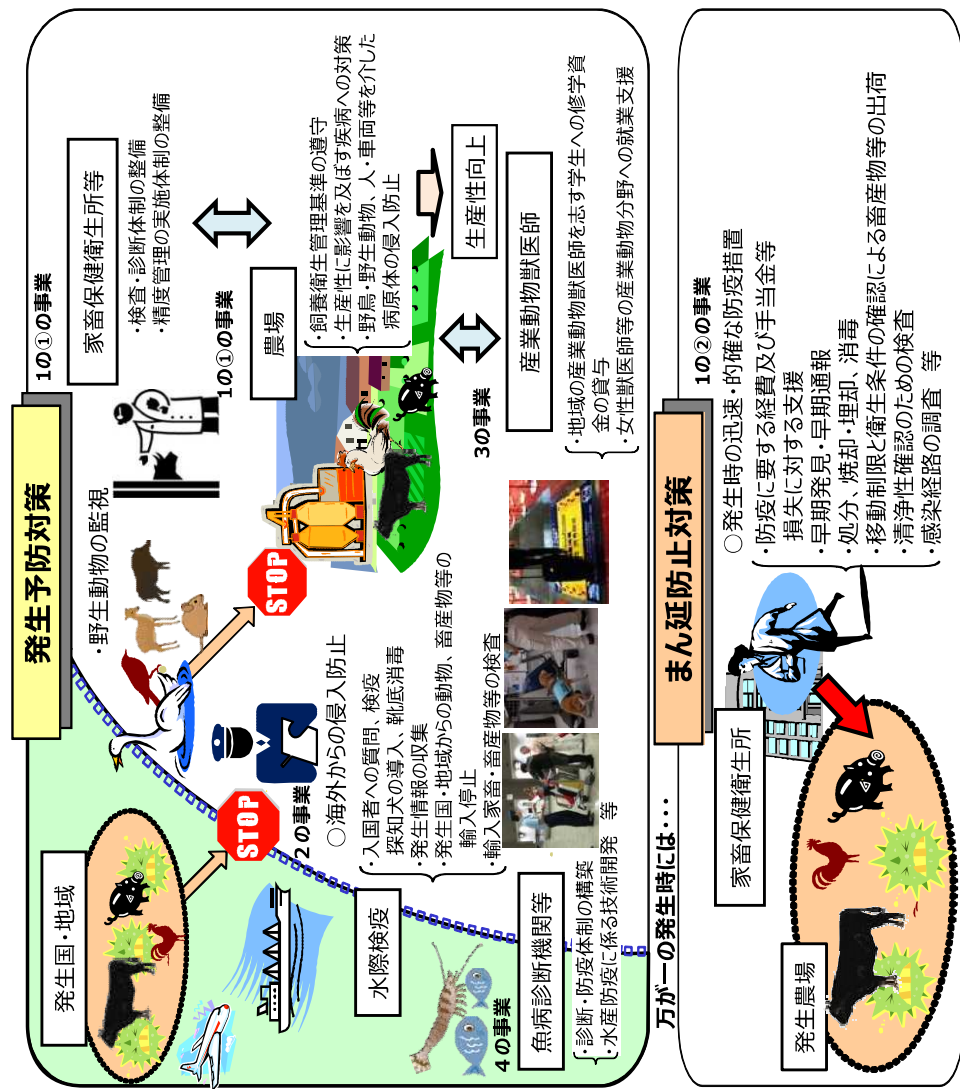 発生予防対策
発生国・地域
STOP
・野生動物の監視
STOP
1の①の事業
家畜保健衛生所等
・検査・診断体制の整備
・精度管理の実施体制の整備
1の①の事業
農場
・飼養衛生管理基準の遵守
・生産性に影響を及ぼす疾病への対策
・野鳥・野生動物、人・車両等を介した
病原体の侵入防止
生産性向上
2の事業
○海外からの侵入防止
水際検疫
・入国者への質問、検疫
探知犬の導入、靴底消毒
・発生情報の収集
・発生国・地域からの動物、畜産物等の
輸入停止
・輸入家畜・畜産物等の検査
等
3の事業
産業動物獣医師
・地域の産業動物獣医師を志す学生への修学資
金の貸与
・女性獣医師等の産業動物分野への就業支援
4の事業
魚病診断機関等
・診断・防疫体制の構築
・水産防疫に係る技術開発
万が一の発生時には・・・
まん延防止対策
発生農場
家畜保健衛生所
1の②の事業
○発生時の迅速・的確な防疫措置
・防疫に要する経費及び手当金等
損失に対する支援
・早期発見・早期通報
・処分、焼却・埋却、消毒
・移動制限と衛生条件の確認による畜産物等の出荷
・清浄性確認のための検査
・感染経路の調査 等